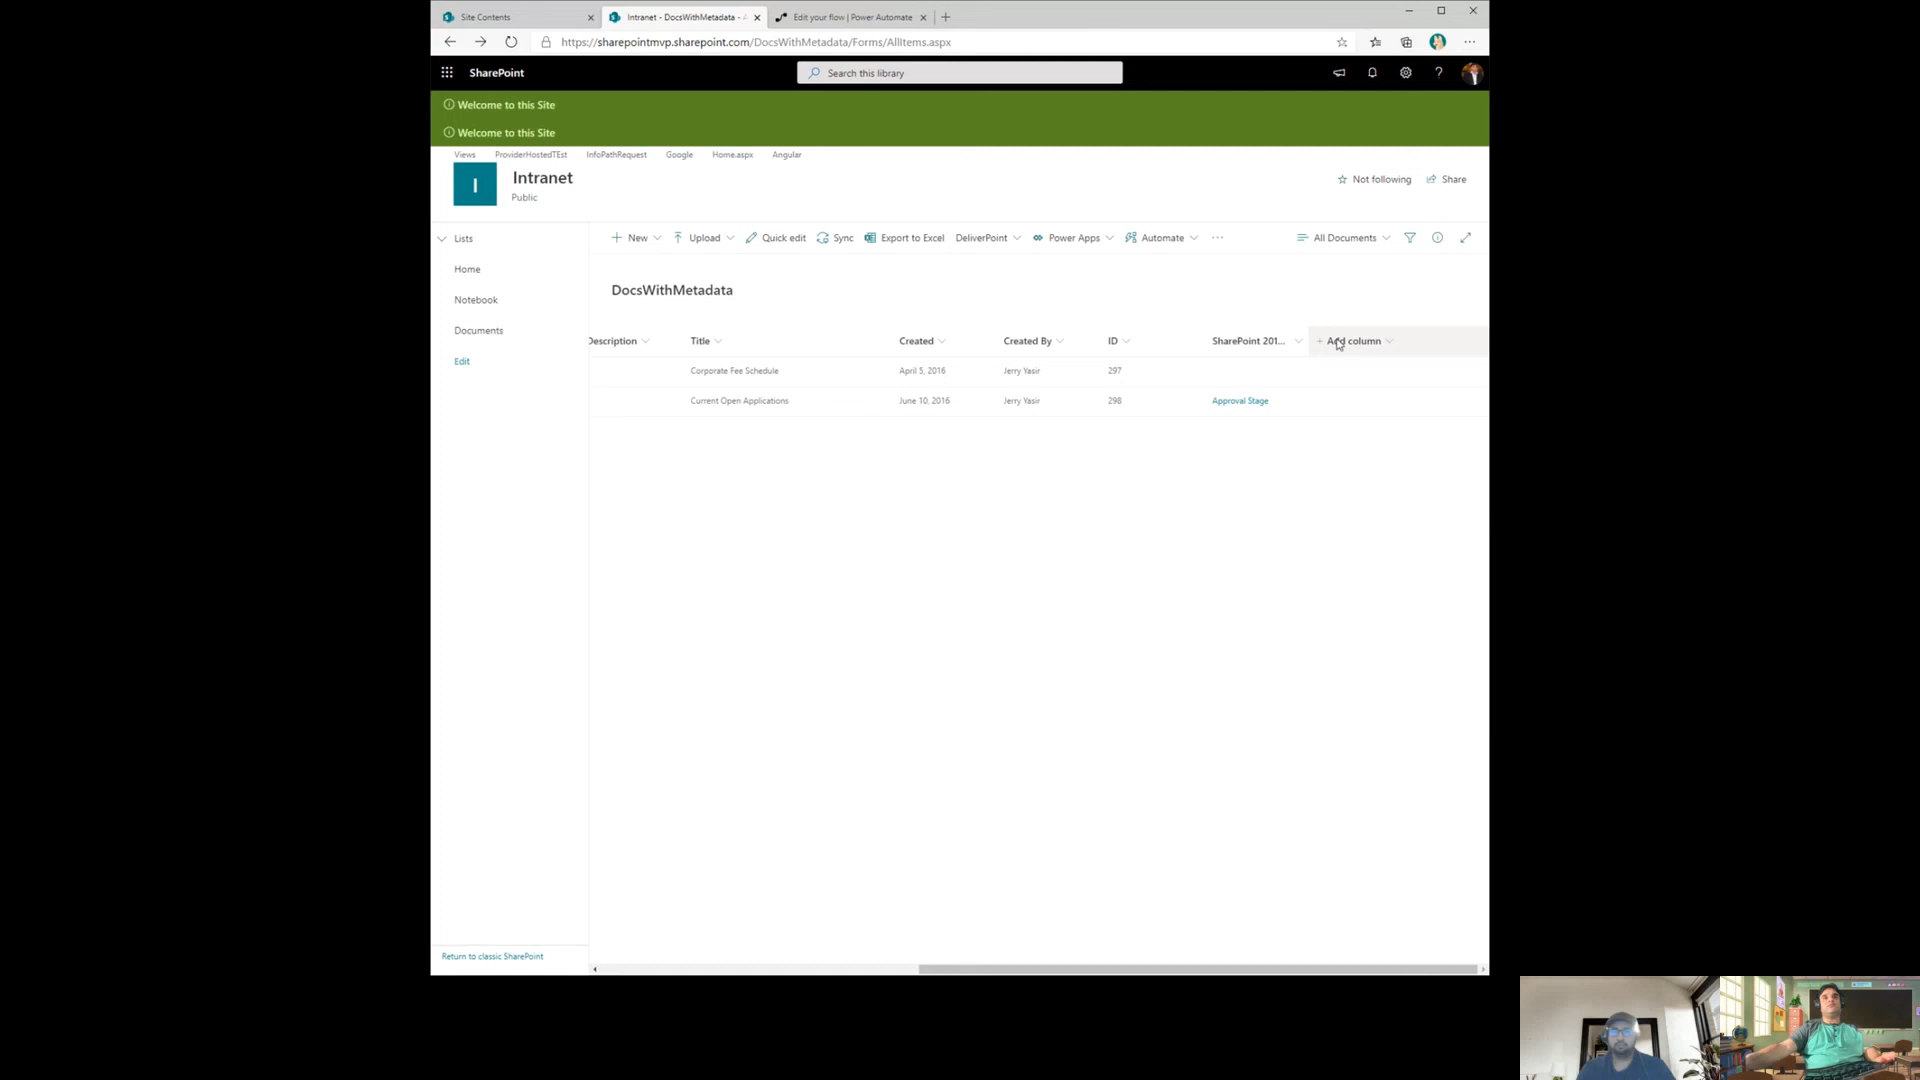 Site Contents
Intranet - DocsWithMetadata - A
Edit your flow | Power Automate
https://sharepointmvp.sharepoint.com/DocsWithMetadata/Forms/AllItems.aspx
SharePoint
Search this library
Welcome to this Site
Welcome to this Site
Views ProviderHostedTEst InfoPathRequest Google Home.aspx Angular
I
Intranet
Public
Not following Share
Lists
Home
Notebook
Documents
Edit
New Upload Quick edit Sync Export to Excel DeliverPoint Power Apps Automate ... All Documents
DocsWithMetadata
Description Title Created Created By ID SharePoint 201... + Add column
Corporate Fee Schedule April 5, 2016 Jerry Yasir 297
Current Open Applications June 10, 2016 Jerry Yasir 298 Approval Stage
Return to classic SharePoint